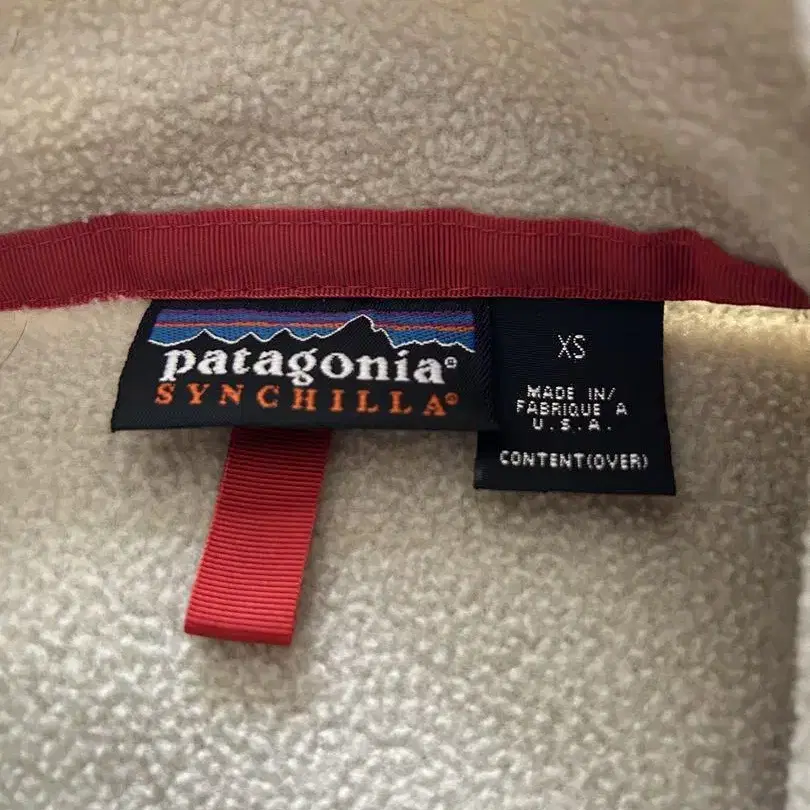 patagonia®
SYNCHILLA®
XS
MADE IN/
FABRIQUE A
U.S.A.
CONTENT(OVER)